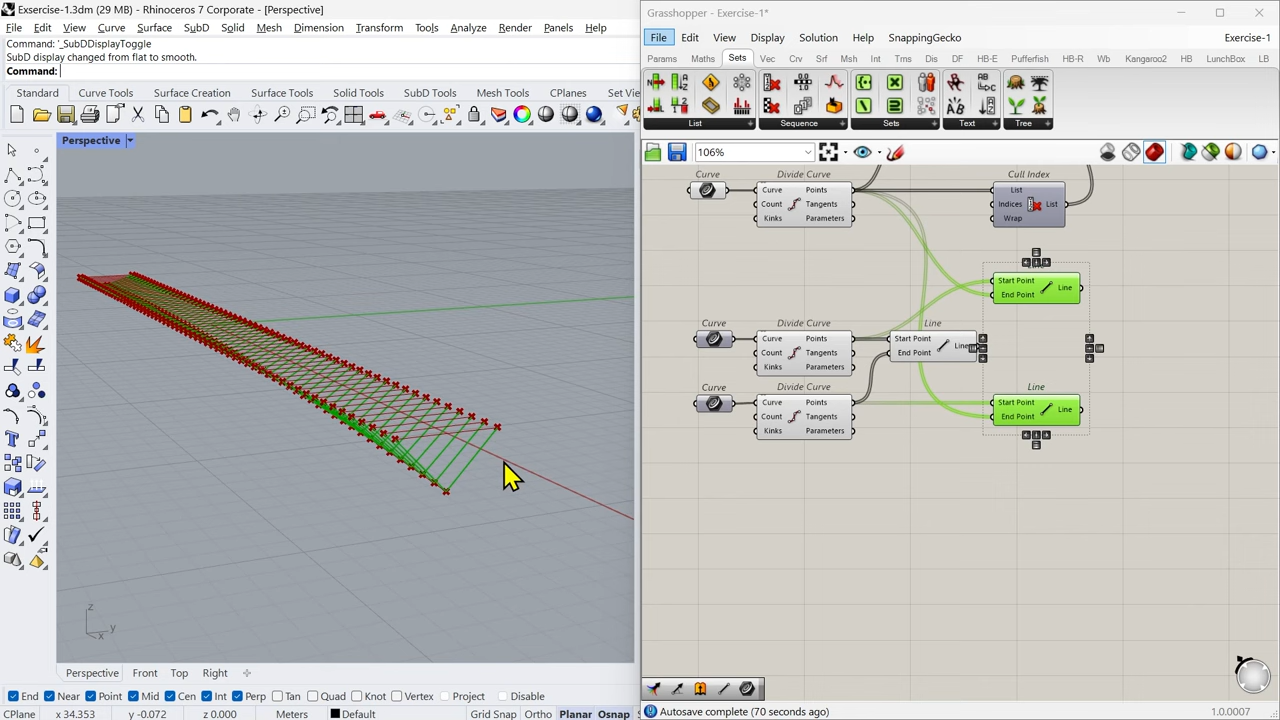 Exsercise-1.3dm (29 MB) - Rhinoceros 7 Corporate - [Perspective]
File Edit View Curve Surface SubD Solid Mesh Dimension Transform Tools Analyze Render Panels Help
Command: '_SubDDisplayToggle
SubD display changed from flat to smooth.
Command:
Standard Curve Tools Surface Creation Surface Tools Solid Tools SubD Tools Mesh Tools CPlanes Set Vie
Perspective
z
y
x
Perspective Front Top Right
End Near Point Mid Cen Int Perp Tan Quad Knot Vertex Project Disable
CPlane x 34.353 y -0.072 z 0.000 Meters Default Grid Snap Ortho Planar Osnap
Grasshopper - Exercise-1*
File Edit View Display Solution Help SnappingGecko Exercise-1
Params Maths Sets Vec Crv Srf Msh Int Trns Dis DF HB-E Pufferfish HB-R Wb Kangaroo2 HB LunchBox LB
List Sequence Sets Text Tree
106%
Curve Divide Curve Cull Index
Curve Points List
Count Tangents Indices List
Kinks Parameters Wrap
Start Point Line
End Point
Curve Divide Curve Line
Curve Points Start Point Line
Count Tangents End Point
Kinks Parameters
Curve Divide Curve Line
Curve Points Start Point Line
Count Tangents End Point
Kinks Parameters
Autosave complete (70 seconds ago) 1.0.0007